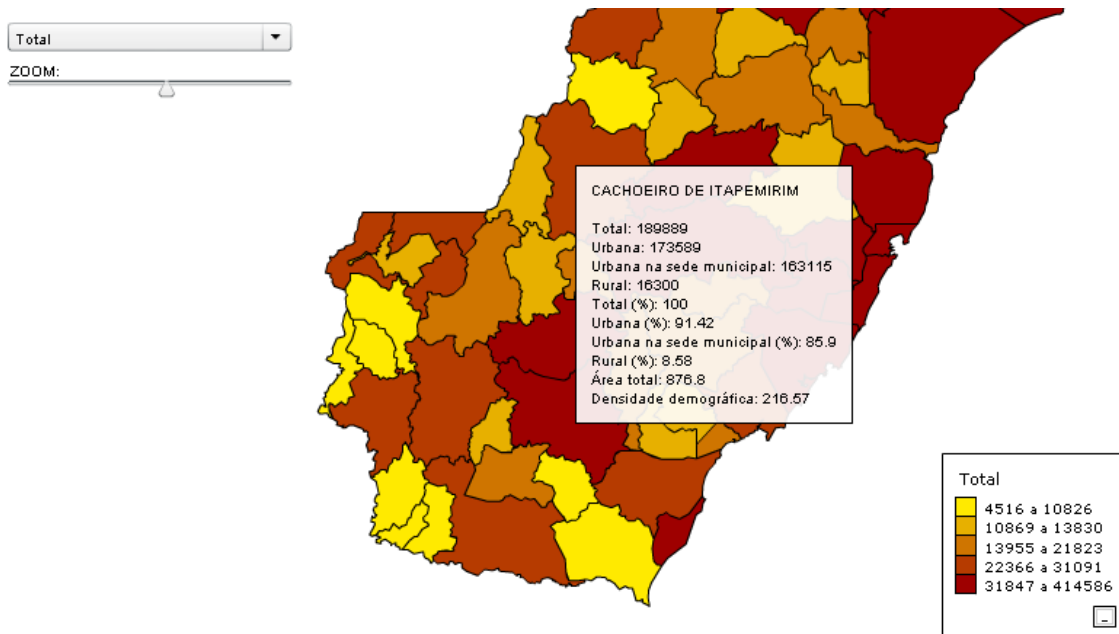 Total
ZOOM:
CACHOEIRO DE ITAPEMIRIM
Total: 189889
Urbana: 173589
Urbana na sede municipal: 163115
Rural: 16300
Total (%): 100
Urbana (%): 91.42
Urbana na sede municipal (%): 85.9
Rural (%): 8.58
Área total: 876.8
Densidade demográfica: 216.57
Total
4516 a 10826
10869 a 13830
13955 a 21823
22366 a 31091
31847 a 414586